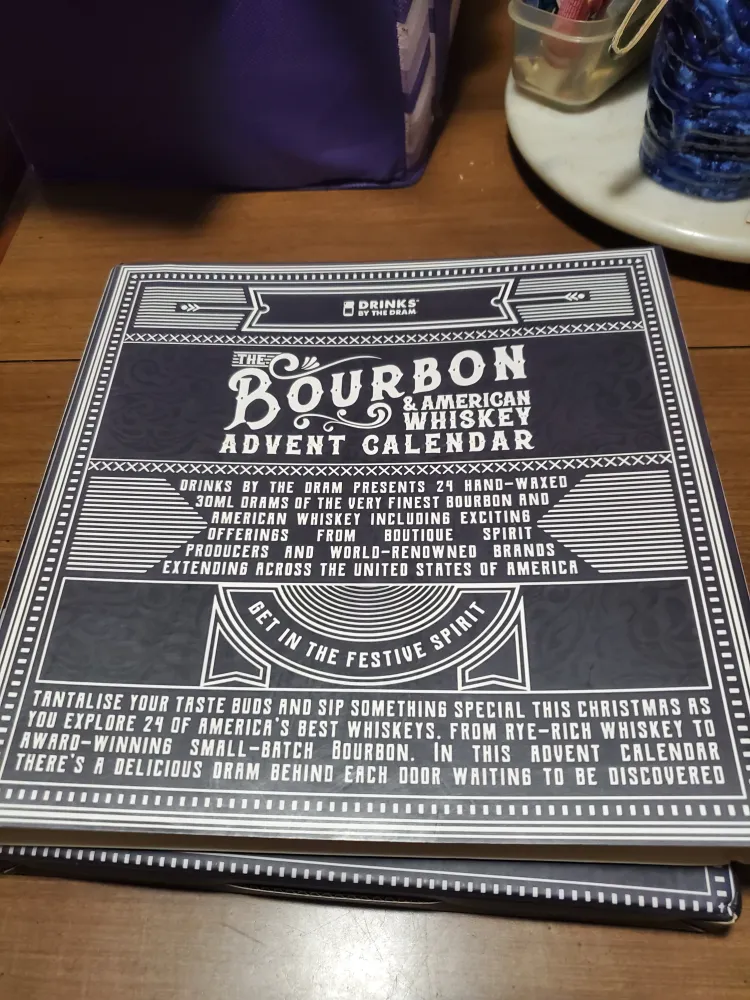 DRINKS
BY THE DRAM
THE
BOURBON
& AMERICAN
WHISKEY
ADVENT CALENDAR
DRINKS BY THE DRAM PRESENTS 24 HAND-WAXED
30ML DRAMS OF THE VERY FINEST BOURBON AND
AMERICAN WHISKEY INCLUDING EXCITING
OFFERINGS FROM BOUTIQUE SPIRIT
PRODUCERS AND WORLD-RENOWNED BRANDS
EXTENDING ACROSS THE UNITED STATES OF AMERICA
GET IN THE FESTIVE SPIRIT
TANTALISE YOUR TASTE BUDS AND SIP SOMETHING SPECIAL THIS CHRISTMAS AS
YOU EXPLORE 24 OF AMERICA'S BEST WHISKEYS. FROM RYE-RICH WHISKEY TO
AWARD-WINNING SMALL-BATCH BOURBON. IN THIS ADVENT CALENDAR
THERE'S A DELICIOUS DRAM BEHIND EACH DOOR WAITING TO BE DISCOVERED